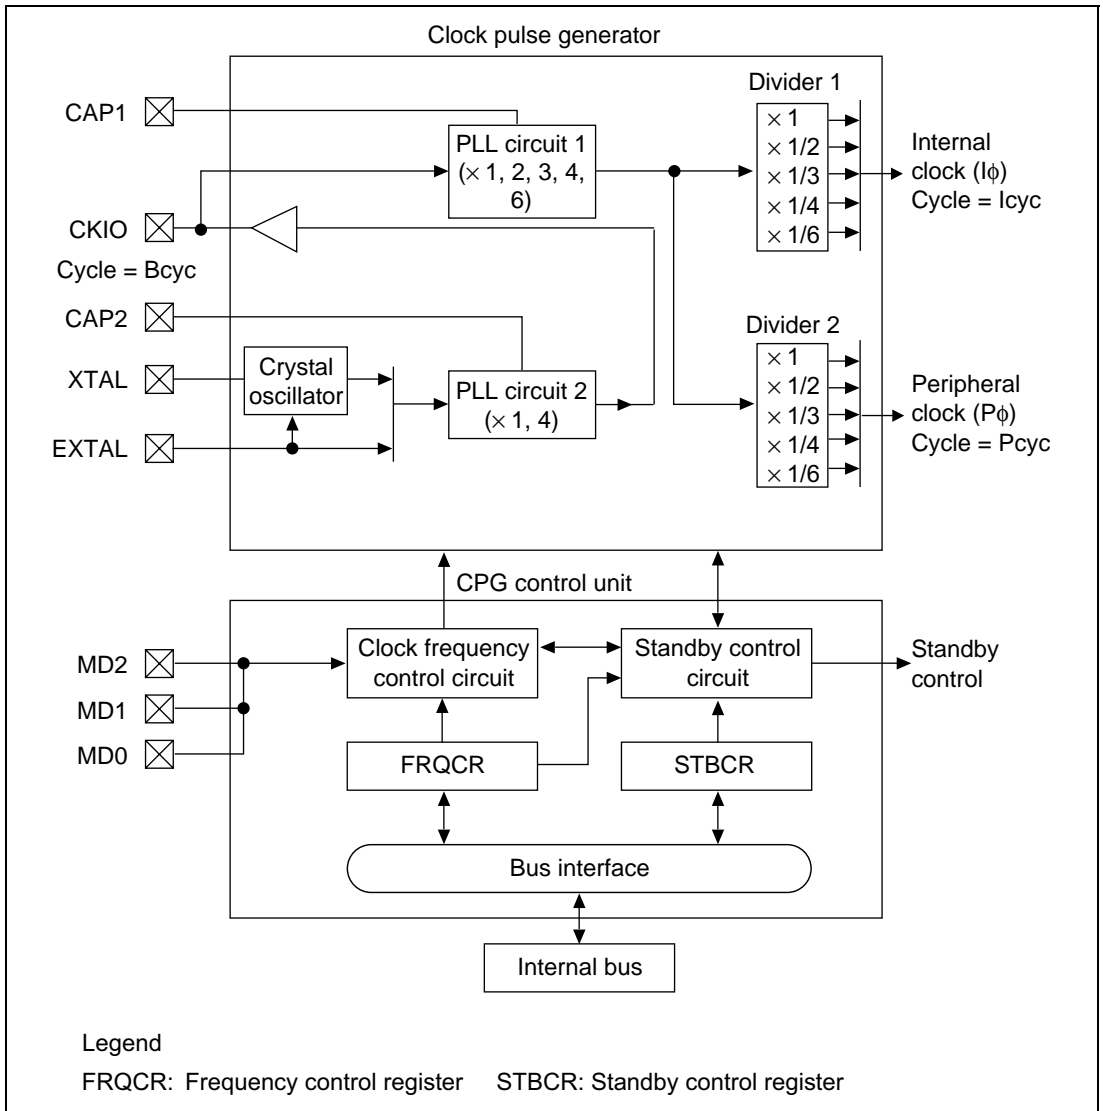 Clock pulse generator
CAP1
CKIO
Cycle = Bcyc
CAP2
XTAL
EXTAL
PLL circuit 1
(× 1, 2, 3, 4,
6)
Crystal
oscillator
PLL circuit 2
(× 1, 4)
Divider 1
× 1
× 1/2
× 1/3
× 1/4
× 1/6
Internal
clock (Iϕ)
Cycle = Icyc
Divider 2
× 1
× 1/2
× 1/3
× 1/4
× 1/6
Peripheral
clock (Pϕ)
Cycle = Pcyc
CPG control unit
MD2
MD1
MD0
Clock frequency
control circuit
Standby control
circuit
Standby
control
FRQCR
STBCR
Bus interface
Internal bus
Legend
FRQCR: Frequency control register STBCR: Standby control register